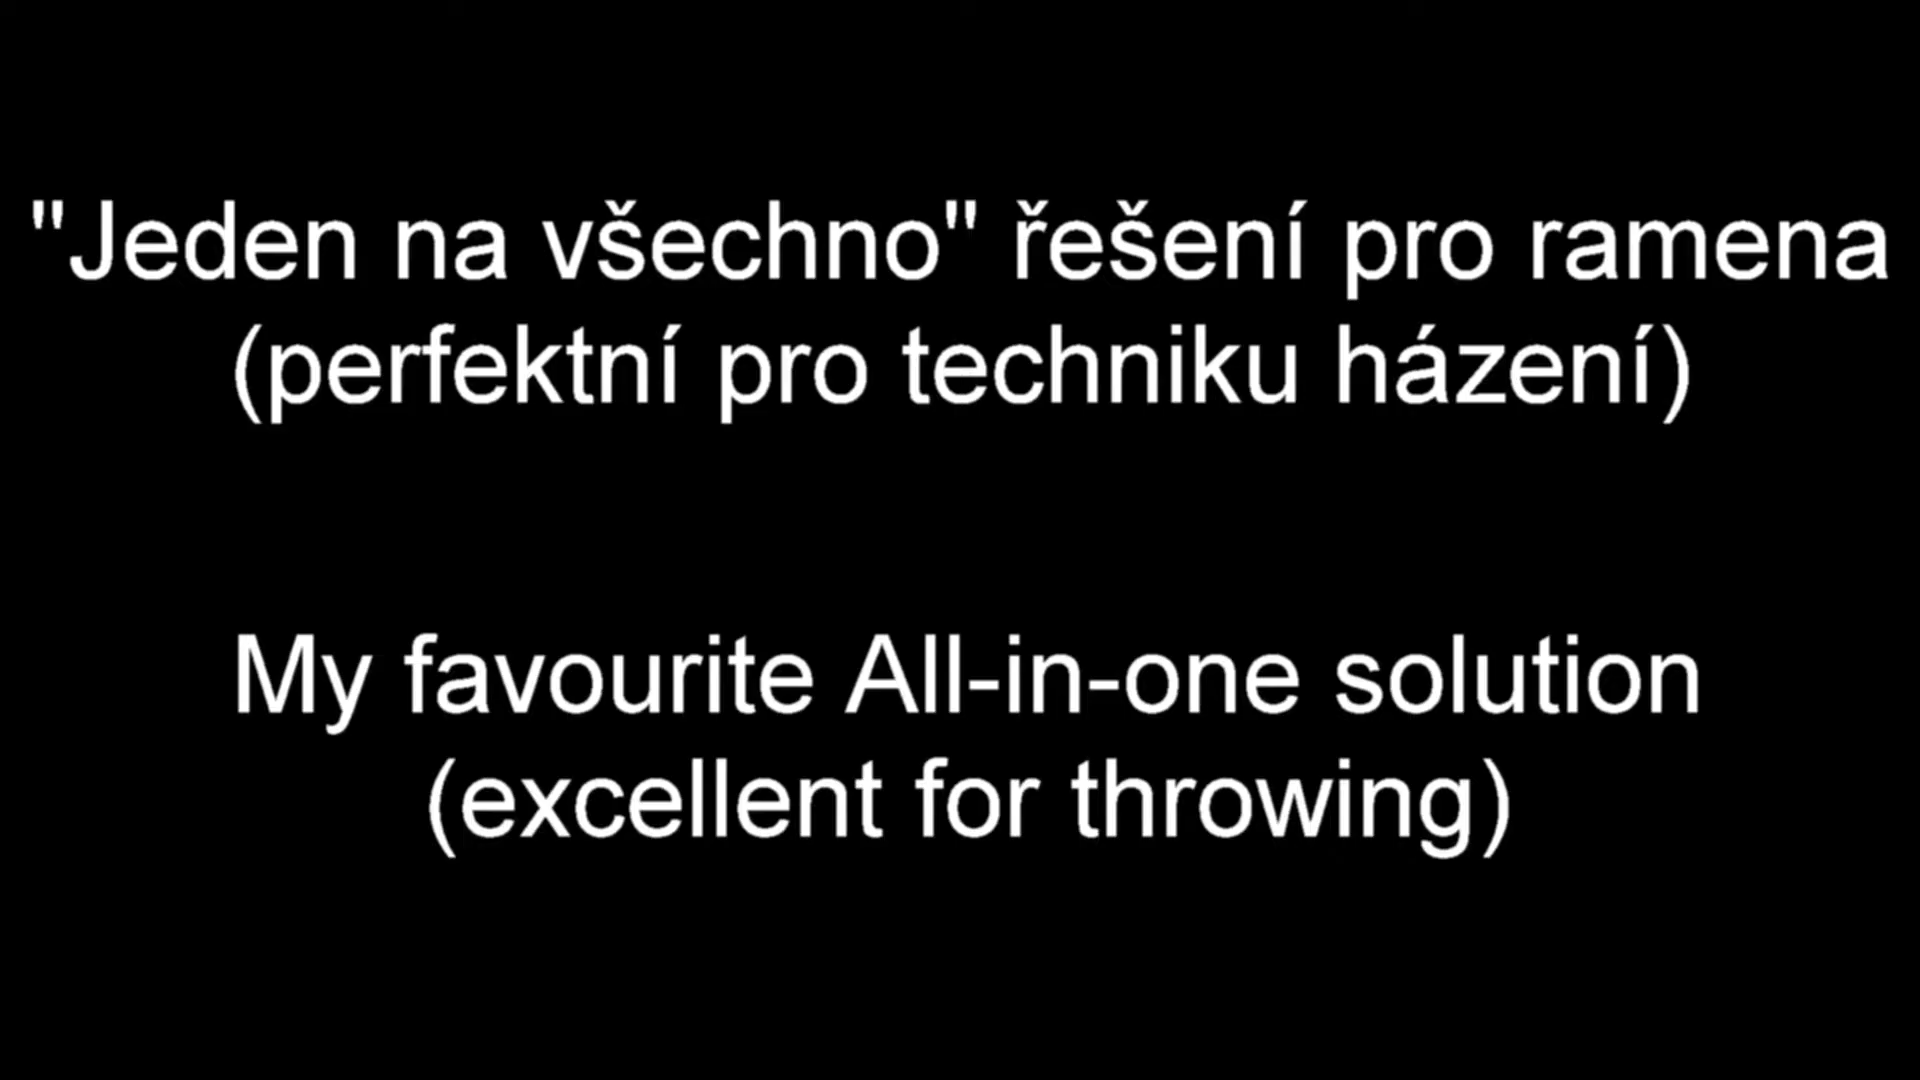 "Jeden na všechno" řešení pro ramena
(perfektní pro techniku házení)
My favourite All-in-one solution
(excellent for throwing)